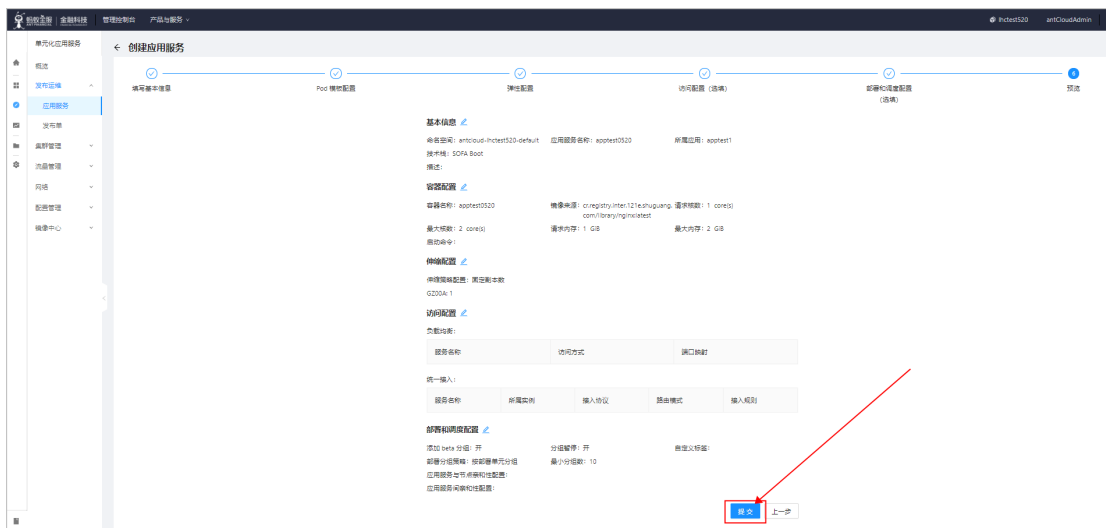 蚂蚁金服 金融科技 管理控制台 产品与服务 lhctest520 antCloudAdmin
单元化应用服务
← 创建应用服务
概览
发布运维
应用服务
发布单
集群管理
流量管理
网络
配置管理
镜像中心
填写基本信息
Pod 模板配置
弹性配置
访问配置 (选填)
部署和调度配置
(选填)
6
预览
基本信息
命名空间: antcloud-lhctest520-default 应用服务名称: apptest0520 所属应用: apptest1
技术栈: SOFA Boot
描述:
容器配置
容器名称: apptest0520 镜像来源: cr.registry.inter.121e.shuguang. 请求核数: 1 core(s)
com/library/nginx:latest
最大核数: 2 core(s) 请求内存: 1 GiB 最大内存: 2 GiB
启动命令:
伸缩配置
伸缩策略配置: 固定副本数
GZ00A: 1
访问配置
负载均衡:
服务名称 访问方式 端口映射
统一接入:
服务名称 所属实例 接入协议 路由模式 接入规则
部署和调度配置
添加 beta 分组: 开 分组暂停: 开 自定义标签:
部署分组策略: 按部署单元分组 最小分组数: 10
应用服务与节点亲和性配置:
应用服务间亲和性配置:
提 交 上一步